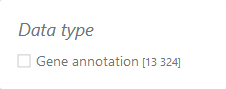 Data type
Gene annotation [13 324]